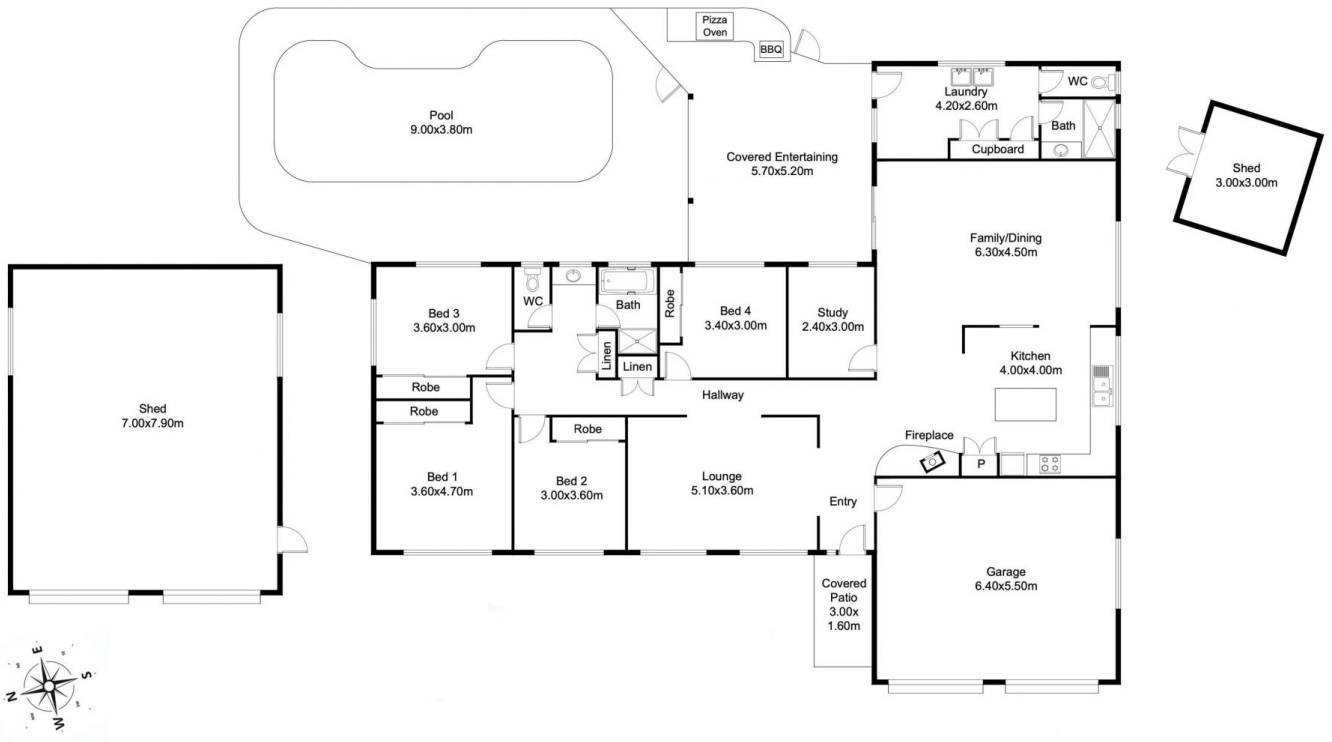 Pizza
Oven
BBQ
Pool
9.00x3.80m
Covered Entertaining
5.70x5.20m
Laundry
4.20x2.60m
WC
Bath
Cupboard
Shed
3.00x3.00m
Family/Dining
6.30x4.50m
Shed
7.00x7.90m
Bed 3
3.60x3.00m
WC
Bath
Robe
Bed 4
3.40x3.00m
Study
2.40x3.00m
Linen
Linen
Kitchen
4.00x4.00m
Robe
Robe
Hallway
Bed 1
3.60x4.70m
Robe
Bed 2
3.00x3.60m
Lounge
5.10x3.60m
Fireplace
P
Entry
Garage
6.40x5.50m
Covered
Patio
3.00x
1.60m
E
S
N
W